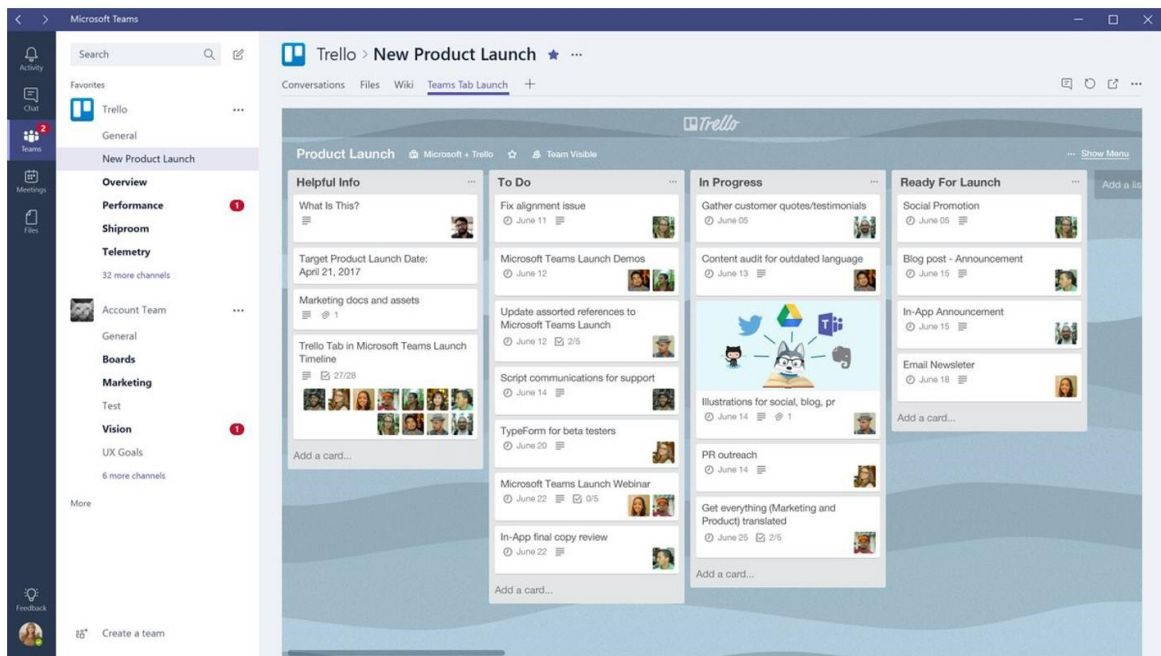 Microsoft Teams
Activity
Chat
2
Teams
Meetings
Files
Feedback
Search
Favorites
Trello
General
New Product Launch
Overview
Performance 1
Shiproom
Telemetry
32 more channels
Account Team
General
Boards
Marketing
Test
Vision 1
UX Goals
6 more channels
More
Create a team
Trello > New Product Launch
Conversations Files Wiki Teams Tab Launch
Trello
Product Launch Microsoft + Trello Team Visible ... Show Menu
Helpful Info
What Is This?
Target Product Launch Date:
April 21, 2017
Marketing docs and assets
1
Trello Tab in Microsoft Teams Launch
Timeline
27/28
Add a card...
To Do
Fix alignment issue
June 11
Microsoft Teams Launch Demos
June 12
Update assorted references to
Microsoft Teams Launch
June 12 2/5
Script communications for support
June 14
TypeForm for beta testers
June 20
Microsoft Teams Launch Webinar
June 22 0/5
In-App final copy review
June 22
Add a card...
In Progress
Gather customer quotes/testimonials
June 05
Content audit for outdated language
June 13
Illustrations for social, blog, pr
June 14 1
PR outreach
June 14
Get everything (Marketing and
Product) translated
June 25 2/5
Add a card...
Ready For Launch
Social Promotion
June 05
Blog post - Announcement
June 15
In-App Announcement
June 15
Email Newsleter
June 18
Add a card...
Add a lis